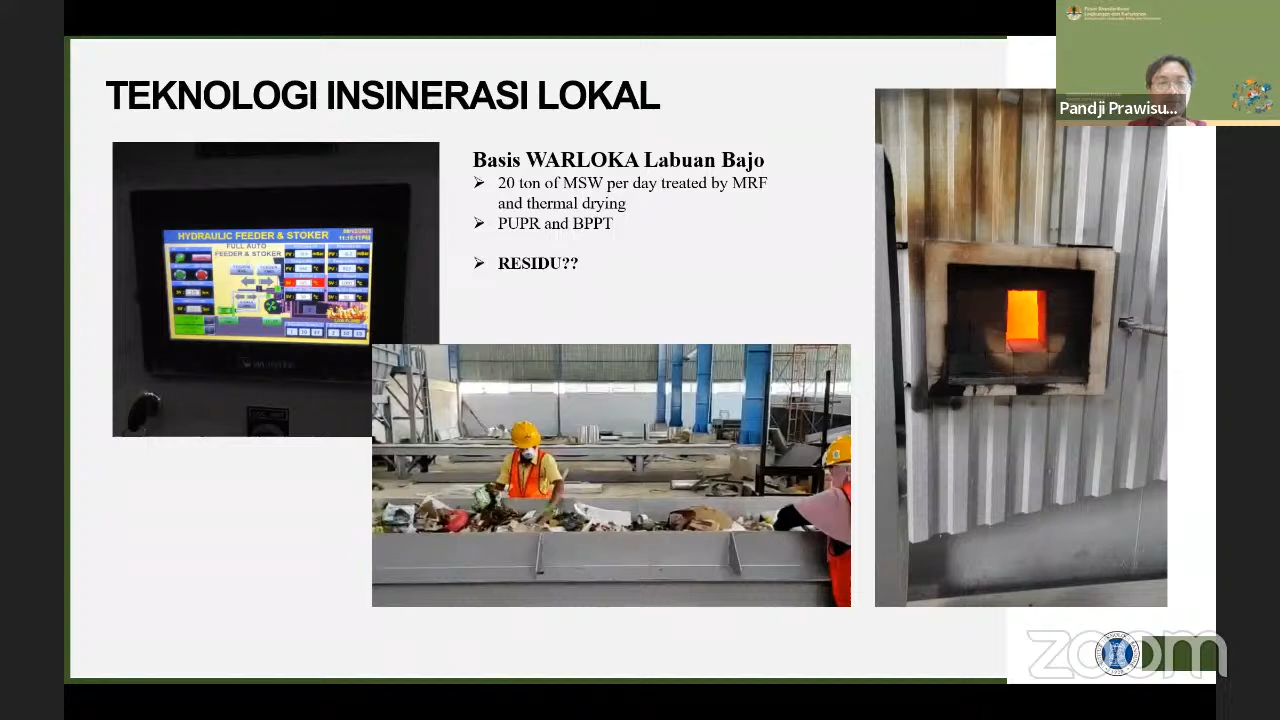 TEKNOLOGI INSINERASI LOKAL
Pandji Prawisu...
Basis WARLOKA Labuan Bajo
➢ 20 ton of MSW per day treated by MRF
and thermal drying
➢ PUPR and BPPT
➢ RESIDU??
HYDRAULIC FEEDER & STOKER
FULL AUTO
FEEDER & STOKER
zoom